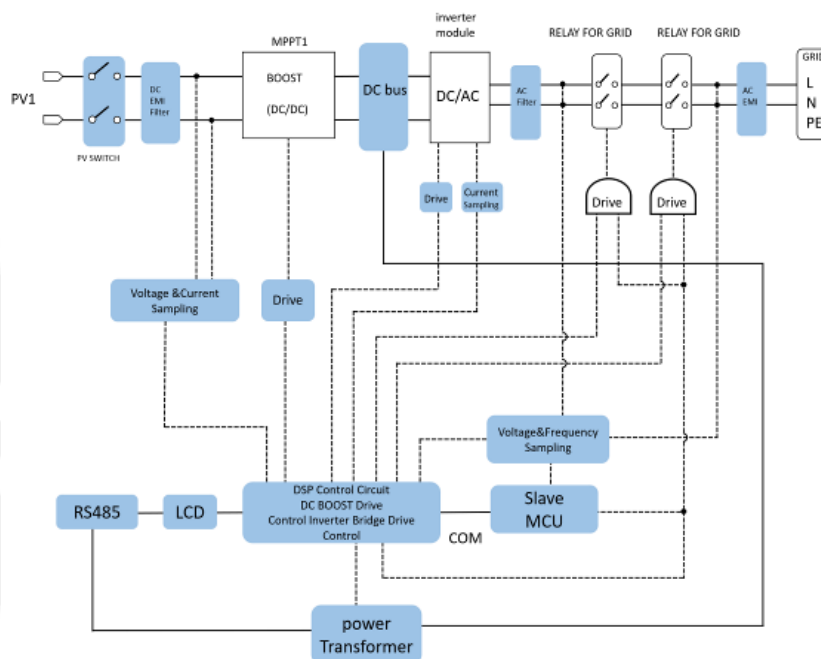 inverter
module
MPPT1
RELAY FOR GRID
RELAY FOR GRID
GRID
PV1
DC
EMI
Filter
BOOST
(DC/DC)
DC bus
DC/AC
AC
Filter
AC
EMI
L
N
PE
PV SWITCH
Drive
Current
Sampling
Drive
Drive
Voltage &Current
Sampling
Drive
Voltage&Frequency
Sampling
RS485
LCD
DSP Control Circuit
DC BOOST Drive
Control Inverter Bridge Drive
Control
COM
Slave
MCU
power
Transformer